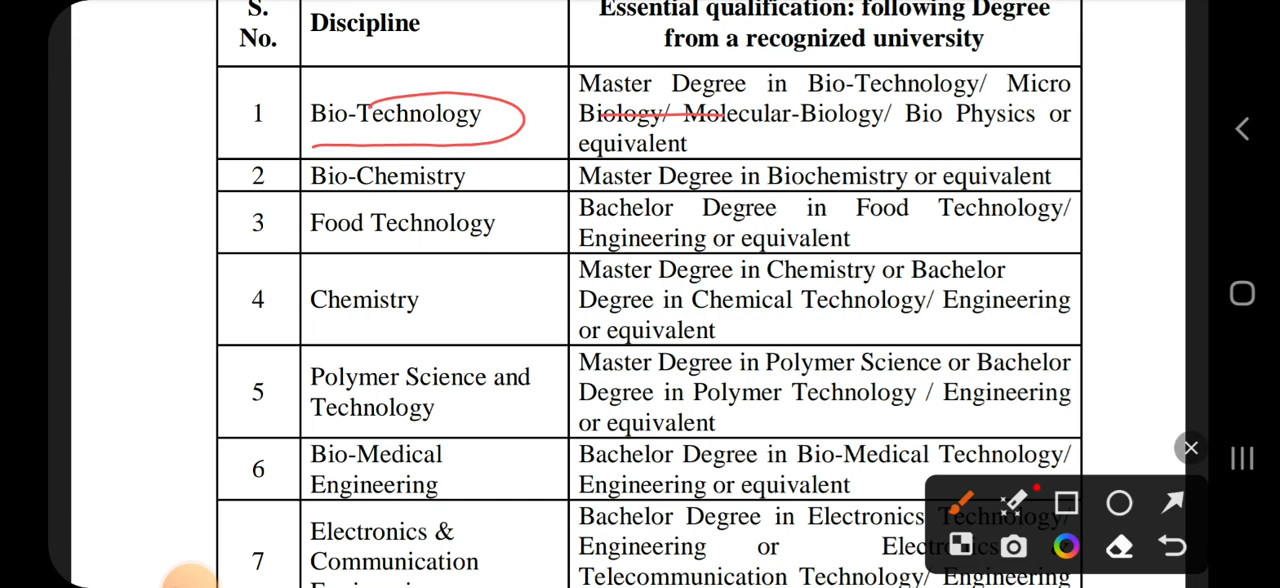 S. No.
Discipline
Essential qualification: following Degree
from a recognized university
1
Bio-Technology
Master Degree in Bio-Technology/ Micro
Biology/ Molecular-Biology/ Bio Physics or
equivalent
2
Bio-Chemistry
Master Degree in Biochemistry or equivalent
3
Food Technology
Bachelor Degree in Food Technology/
Engineering or equivalent
4
Chemistry
Master Degree in Chemistry or Bachelor
Degree in Chemical Technology/ Engineering
or equivalent
5
Polymer Science and
Technology
Master Degree in Polymer Science or Bachelor
Degree in Polymer Technology / Engineering
or equivalent
6
Bio-Medical
Engineering
Bachelor Degree in Bio-Medical Technology/
Engineering or equivalent
7
Electronics &
Communication
Bachelor Degree in Electronics Technology/
Engineering or Electronics
Telecommunication Technology/ Engineering